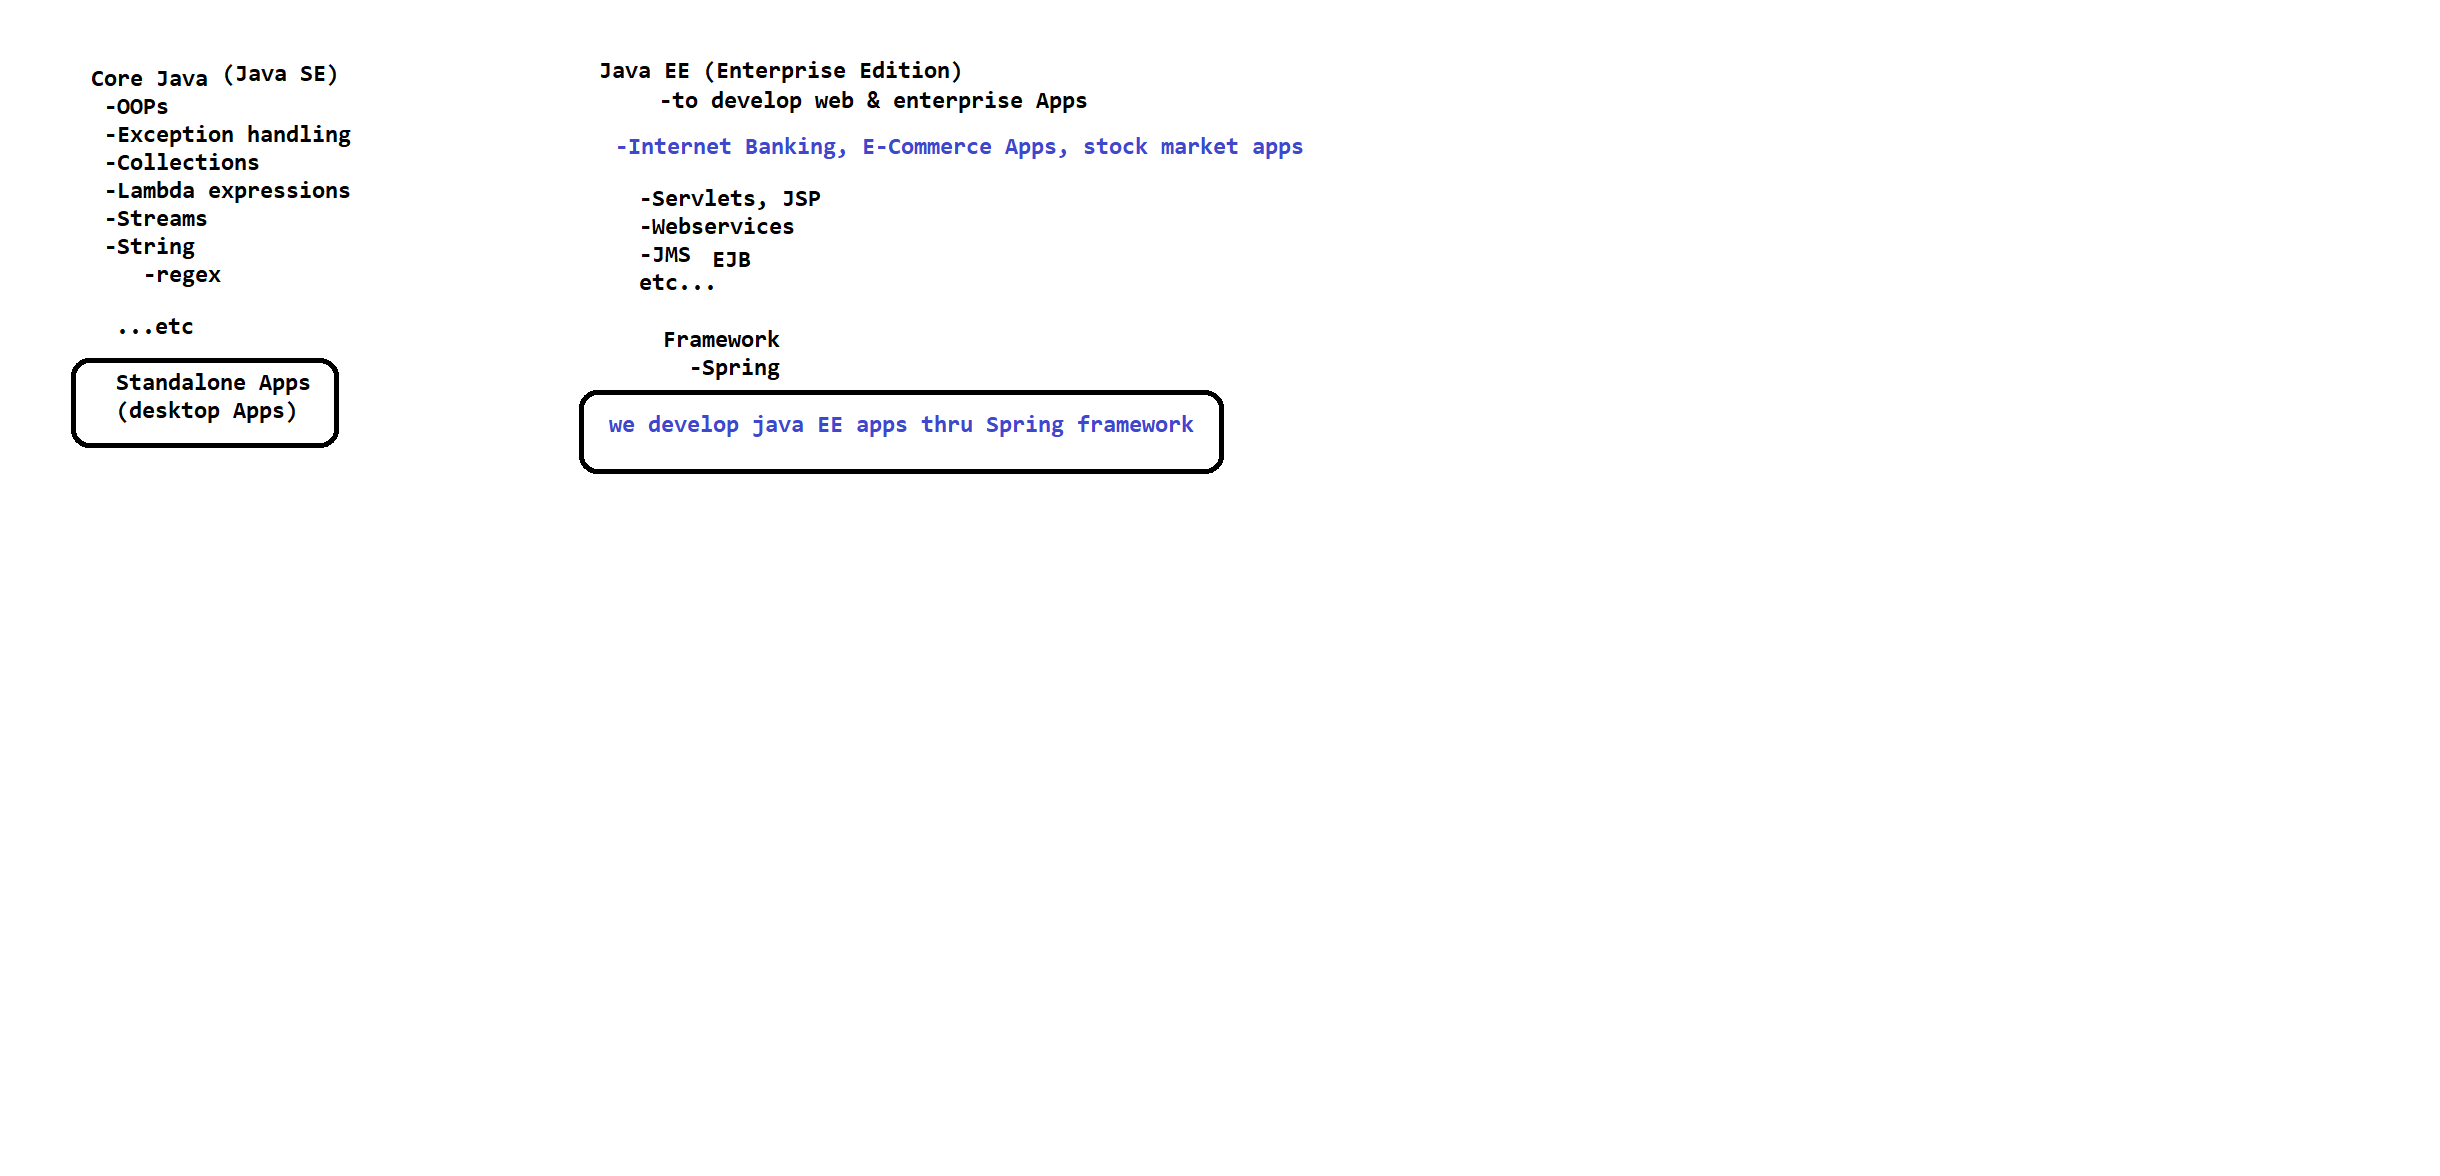 Core Java (Java SE)
-OOPs
-Exception handling
-Collections
-Lambda expressions
-Streams
-String
-regex
...etc
Standalone Apps
(desktop Apps)
Java EE (Enterprise Edition)
-to develop web & enterprise Apps
-Internet Banking, E-Commerce Apps, stock market apps
-Servlets, JSP
-Webservices
-JMS EJB
etc...
Framework
-Spring
we develop java EE apps thru Spring framework